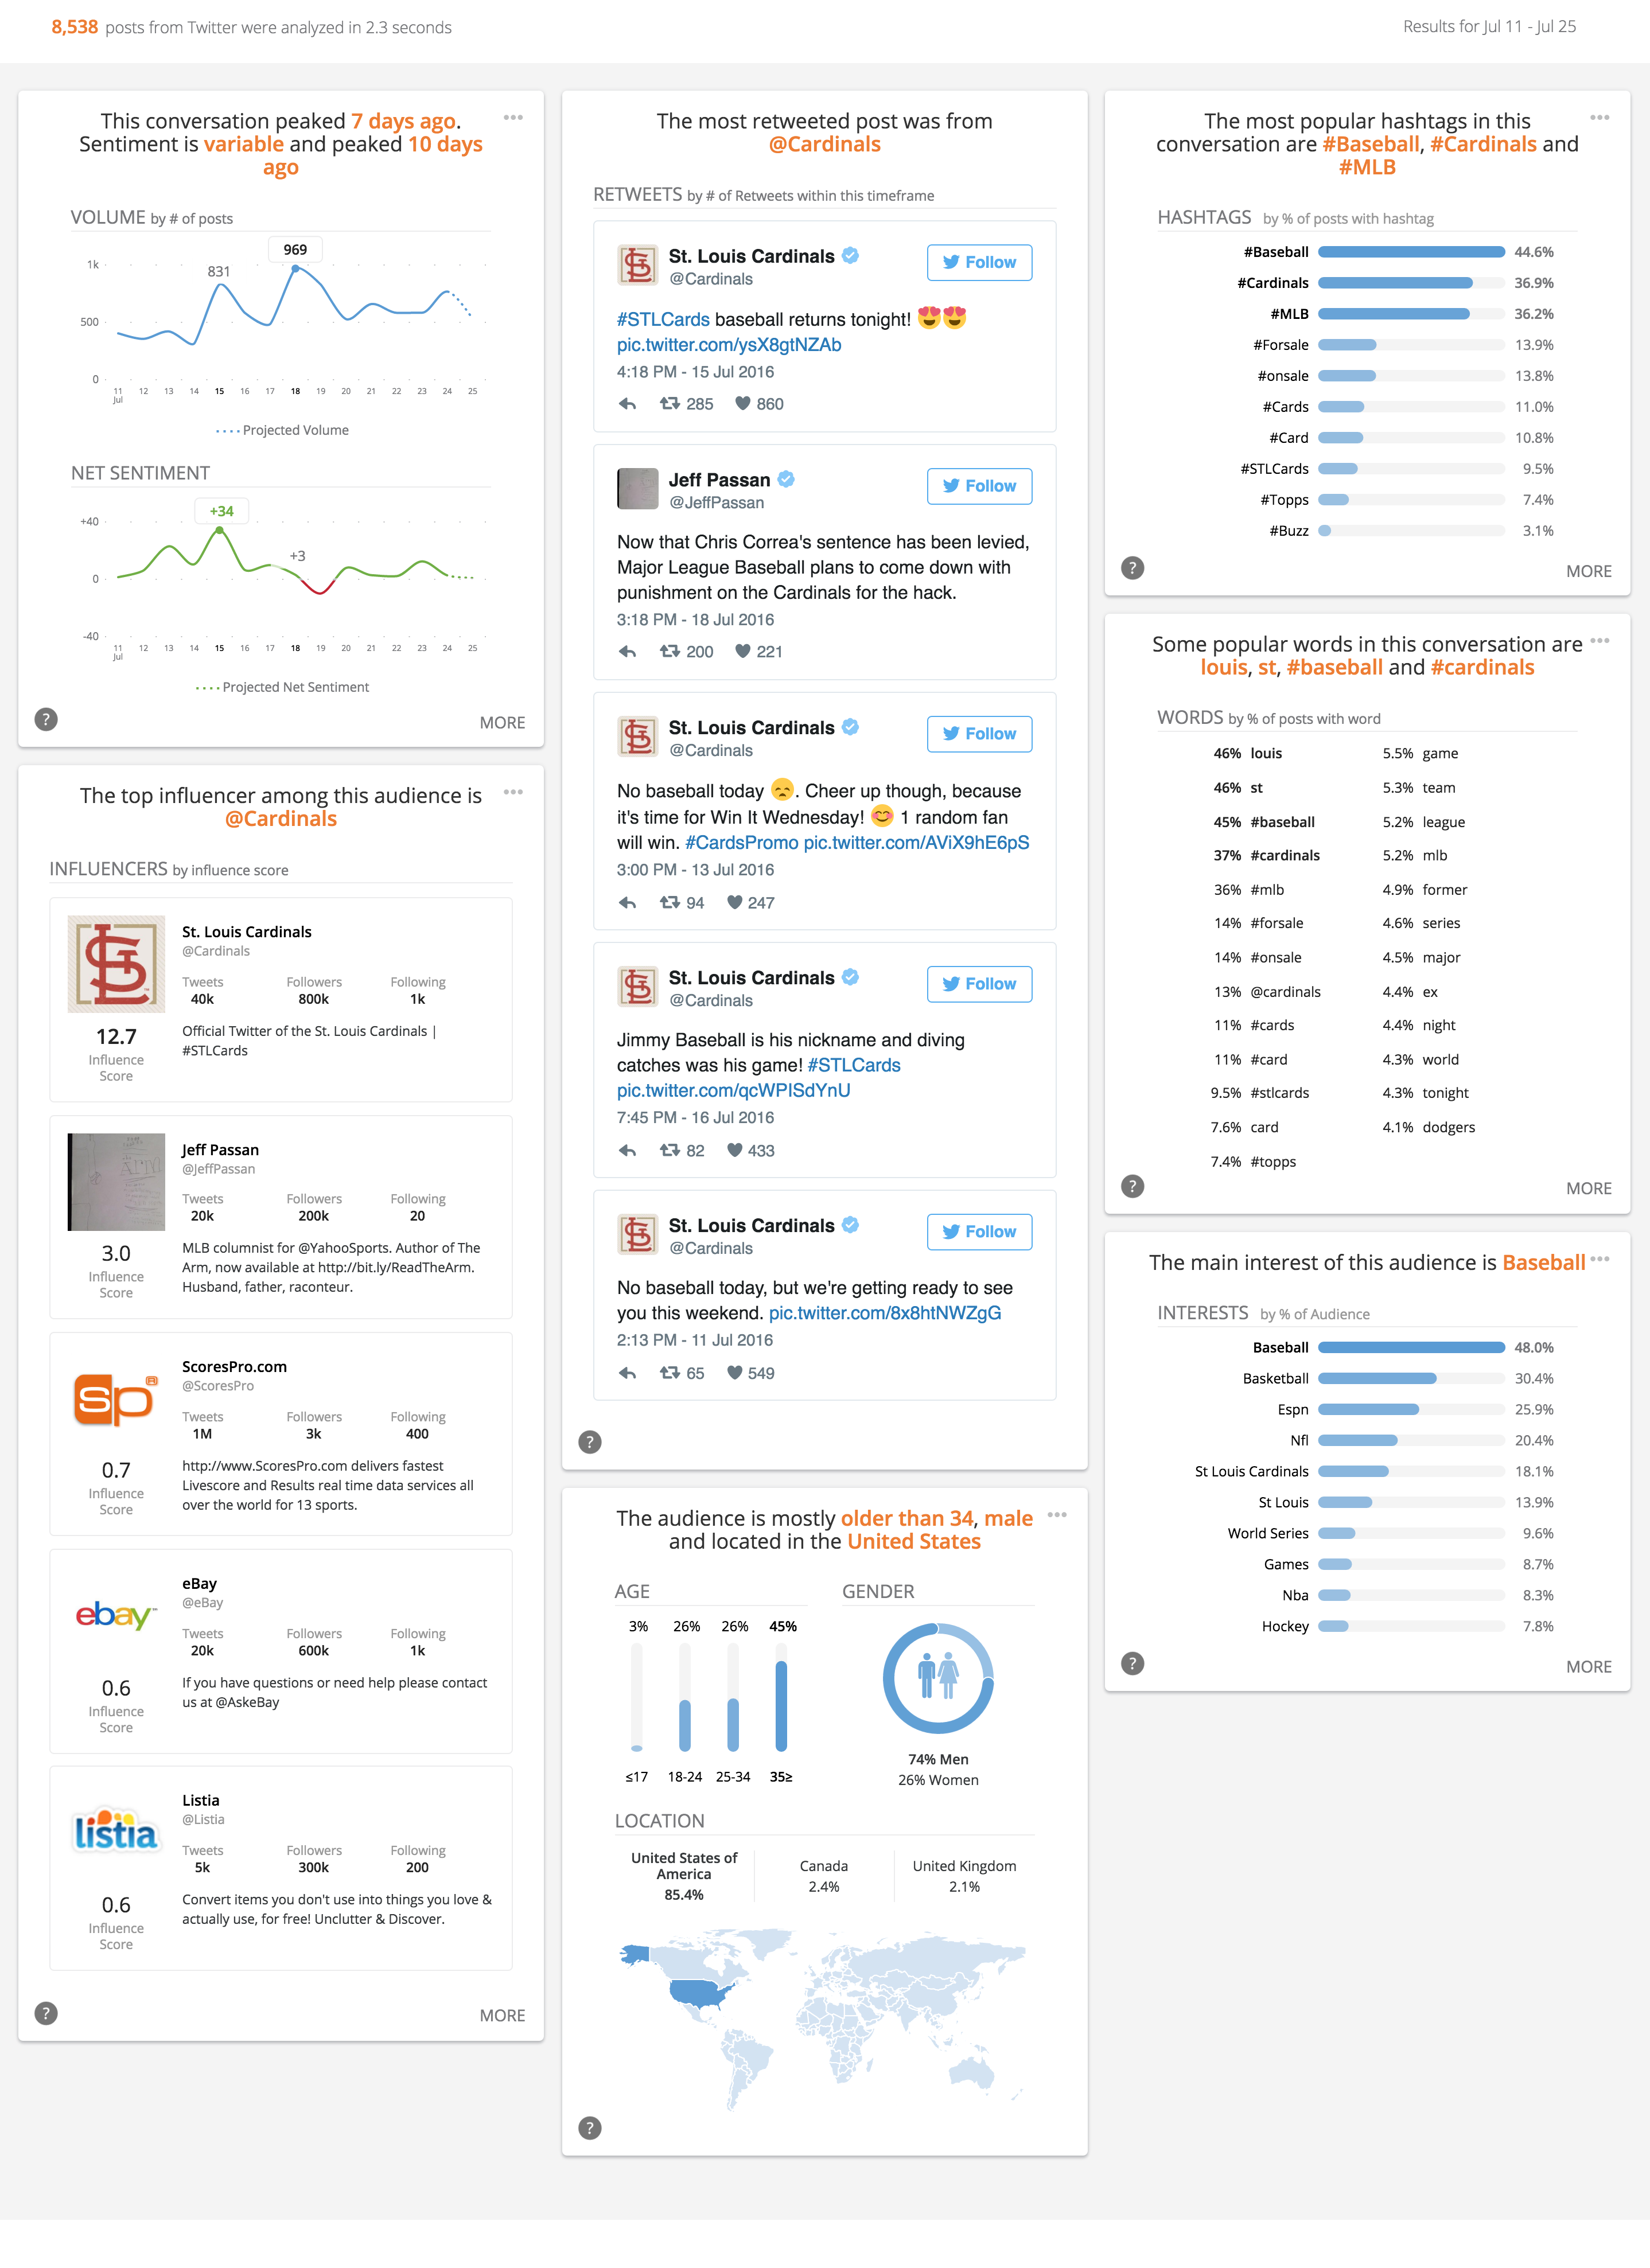 8,538 posts from Twitter were analyzed in 2.3 seconds
Results for Jul 11 - Jul 25
This conversation peaked 7 days ago.
Sentiment is variable and peaked 10 days
ago
VOLUME by # of posts
1k
500
0
831
969
11 12 13 14 15 16 17 18 19 20 21 22 23 24 25
Jul
Projected Volume
NET SENTIMENT
+40
0
-40
+34
+3
11 12 13 14 15 16 17 18 19 20 21 22 23 24 25
Jul
Projected Net Sentiment
?
MORE
The top influencer among this audience is
@Cardinals
INFLUENCERS by influence score
St. Louis Cardinals
@Cardinals
Tweets Followers Following
40k 800k 1k
12.7
Influence
Score
Official Twitter of the St. Louis Cardinals |
#STLCards
Jeff Passan
@JeffPassan
Tweets Followers Following
20k 200k 20
3.0
Influence
Score
MLB columnist for @YahooSports. Author of The
Arm, now available at http://bit.ly/ReadTheArm.
Husband, father, raconteur.
sp
ScoresPro.com
@ScoresPro
Tweets Followers Following
1M 3k 400
0.7
Influence
Score
http://www.ScoresPro.com delivers fastest
Livescore and Results real time data services all
over the world for 13 sports.
ebay
eBay
@eBay
Tweets Followers Following
20k 600k 1k
0.6
Influence
Score
If you have questions or need help please contact
us at @AskeBay
listia
Listia
@Listia
Tweets Followers Following
5k 300k 200
0.6
Influence
Score
Convert items you don't use into things you love &
actually use, for free! Unclutter & Discover.
?
MORE
The most retweeted post was from
@Cardinals
RETWEETS by # of Retweets within this timeframe
St. Louis Cardinals
@Cardinals
Follow
#STLCards baseball returns tonight! 😍😍
pic.twitter.com/ysX8gtNZAb
4:18 PM - 15 Jul 2016
285 860
Jeff Passan
@JeffPassan
Follow
Now that Chris Correa's sentence has been levied,
Major League Baseball plans to come down with
punishment on the Cardinals for the hack.
3:18 PM - 18 Jul 2016
200 221
St. Louis Cardinals
@Cardinals
Follow
No baseball today 😞. Cheer up though, because
it's time for Win It Wednesday! 😊 1 random fan
will win. #CardsPromo pic.twitter.com/AViX9hE6pS
3:00 PM - 13 Jul 2016
94 247
St. Louis Cardinals
@Cardinals
Follow
Jimmy Baseball is his nickname and diving
catches was his game! #STLCards
pic.twitter.com/qcWPISdYnU
7:45 PM - 16 Jul 2016
82 433
St. Louis Cardinals
@Cardinals
Follow
No baseball today, but we're getting ready to see
you this weekend. pic.twitter.com/8x8htNWZgG
2:13 PM - 11 Jul 2016
65 549
?
The audience is mostly older than 34, male
and located in the United States
AGE
3% 26% 26% 45%
≤17 18-24 25-34 35≥
GENDER
74% Men
26% Women
LOCATION
United States of
America
85.4%
Canada
2.4%
United Kingdom
2.1%
?
The most popular hashtags in this
conversation are #Baseball, #Cardinals and
#MLB
HASHTAGS by % of posts with hashtag
#Baseball 44.6%
#Cardinals 36.9%
#MLB 36.2%
#Forsale 13.9%
#onsale 13.8%
#Cards 11.0%
#Card 10.8%
#STLCards 9.5%
#Topps 7.4%
#Buzz 3.1%
?
MORE
Some popular words in this conversation are
louis, st, #baseball and #cardinals
WORDS by % of posts with word
46% louis 5.5% game
46% st 5.3% team
45% #baseball 5.2% league
37% #cardinals 5.2% mlb
36% #mlb 4.9% former
14% #forsale 4.6% series
14% #onsale 4.5% major
13% @cardinals 4.4% ex
11% #cards 4.4% night
11% #card 4.3% world
9.5% #stlcards 4.3% tonight
7.6% card 4.1% dodgers
7.4% #topps
?
MORE
The main interest of this audience is Baseball
INTERESTS by % of Audience
Baseball 48.0%
Basketball 30.4%
Espn 25.9%
Nfl 20.4%
St Louis Cardinals 18.1%
St Louis 13.9%
World Series 9.6%
Games 8.7%
Nba 8.3%
Hockey 7.8%
?
MORE